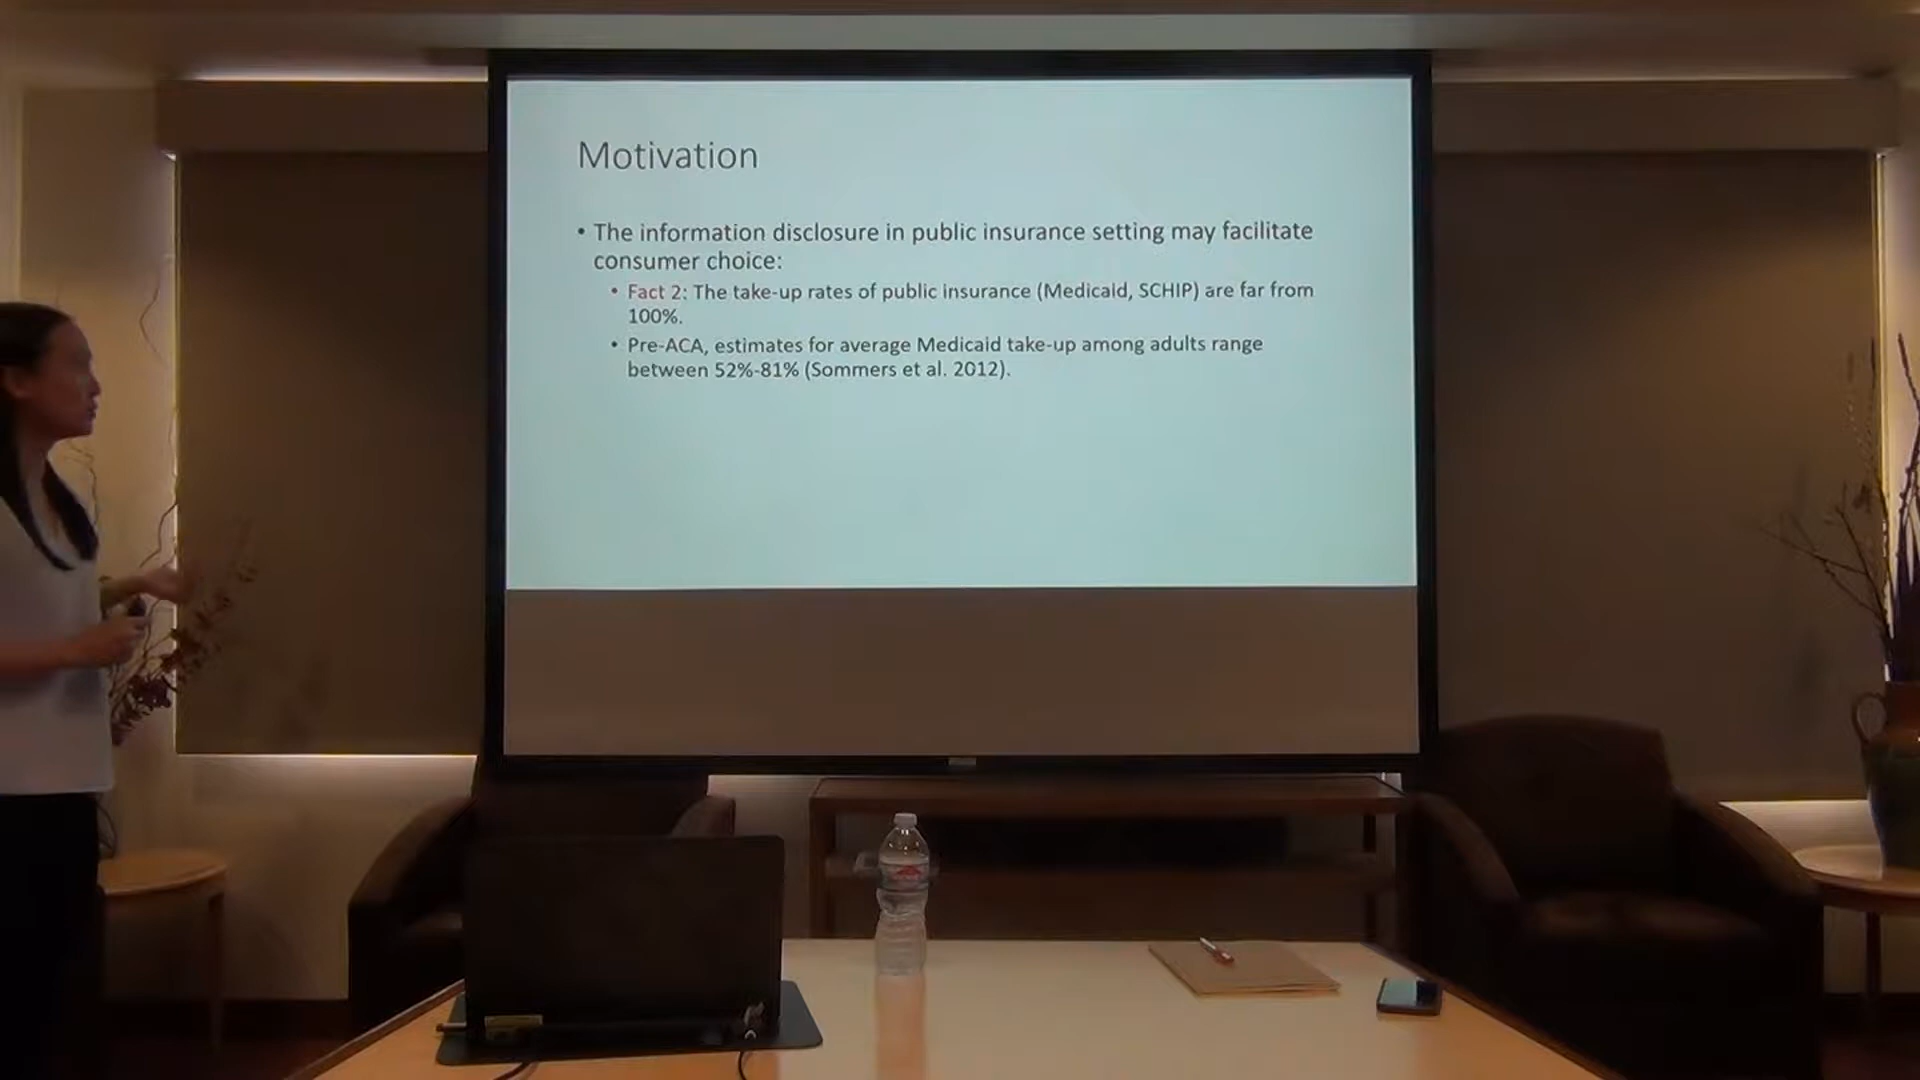 Motivation
• The information disclosure in public insurance setting may facilitate
consumer choice:
• Fact 2: The take-up rates of public insurance (Medicaid, SCHIP) are far from
100%.
• Pre-ACA, estimates for average Medicaid take-up among adults range
between 52%-81% (Sommers et al. 2012).